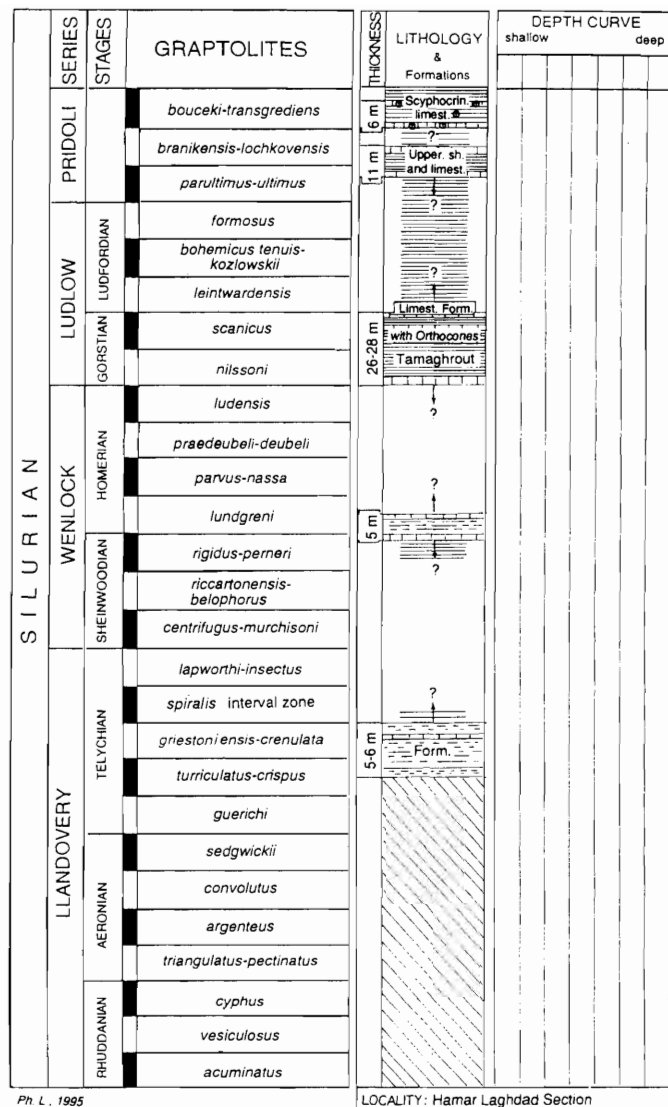 SERIES
STAGES
GRAPTOLITES
THICKNESS
LITHOLOGY
&
Formations
DEPTH CURVE
shallow deep
SILURIAN
PRIDOLI
bouceki-transgrediens
branikensis-lochkovensis
parultimus-ultimus
6 m
Scyphocrin.
limest.
?
11 m
Upper. sh.
and limest.
?
LUDLOW
LUDFORDIAN
formosus
bohemicus tenuis-
kozlowskii
leintwardensis
?
GORSTIAN
scanicus
nilssoni
26-28 m
Limest. Form.
with Orthocones
Tamaghrout
WENLOCK
HOMERIAN
ludensis
praedeubeli-deubeli
parvus-nassa
lundgreni
?
?
5 m
SHEINWOODIAN
rigidus-perneri
riccartonensis-
belophorus
centrifugus-murchisoni
?
LLANDOVERY
TELYCHIAN
lapworthi-insectus
spiralis interval zone
griestoniensis-crenulata
turriculatus-crispus
guerichi
?
5-6 m
Form.
AERONIAN
sedgwickii
convolutus
argenteus
triangulatus-pectinatus
RHUDDANIAN
cyphus
vesiculosus
acuminatus
Ph. L., 1995
LOCALITY: Hamar Laghdad Section